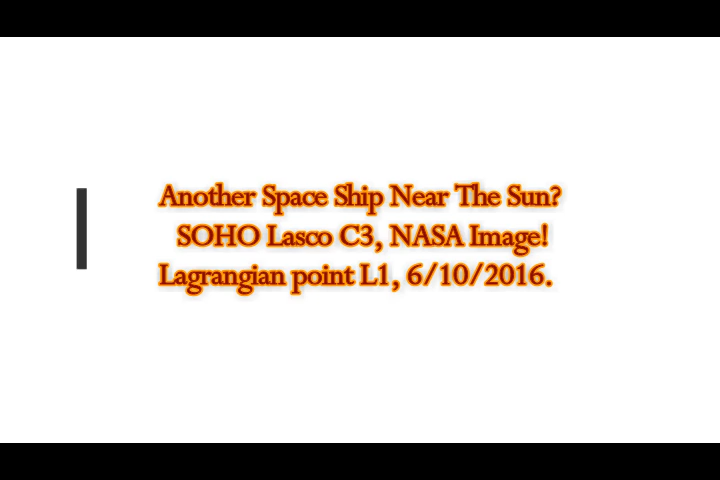 Another Space Ship Near The Sun?
SOHO Lasco C3, NASA Image!
Lagrangian point L1, 6/10/2016.